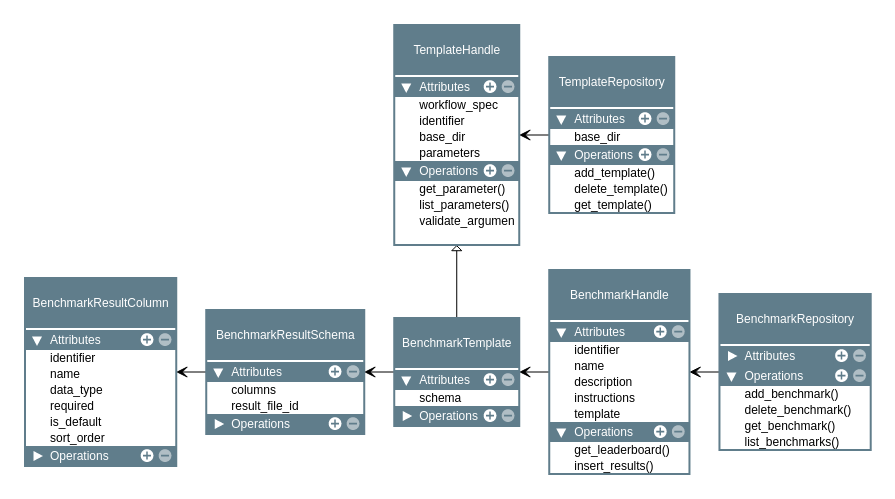 TemplateHandle
Attributes
workflow_spec
identifier
base_dir
parameters
Operations
get_parameter()
list_parameters()
validate_argumen
TemplateRepository
Attributes
base_dir
Operations
add_template()
delete_template()
get_template()
BenchmarkResultColumn
Attributes
identifier
name
data_type
required
is_default
sort_order
Operations
BenchmarkResultSchema
Attributes
columns
result_file_id
Operations
BenchmarkTemplate
Attributes
schema
Operations
BenchmarkHandle
Attributes
identifier
name
description
instructions
template
Operations
get_leaderboard()
insert_results()
BenchmarkRepository
Attributes
Operations
add_benchmark()
delete_benchmark()
get_benchmark()
list_benchmarks()